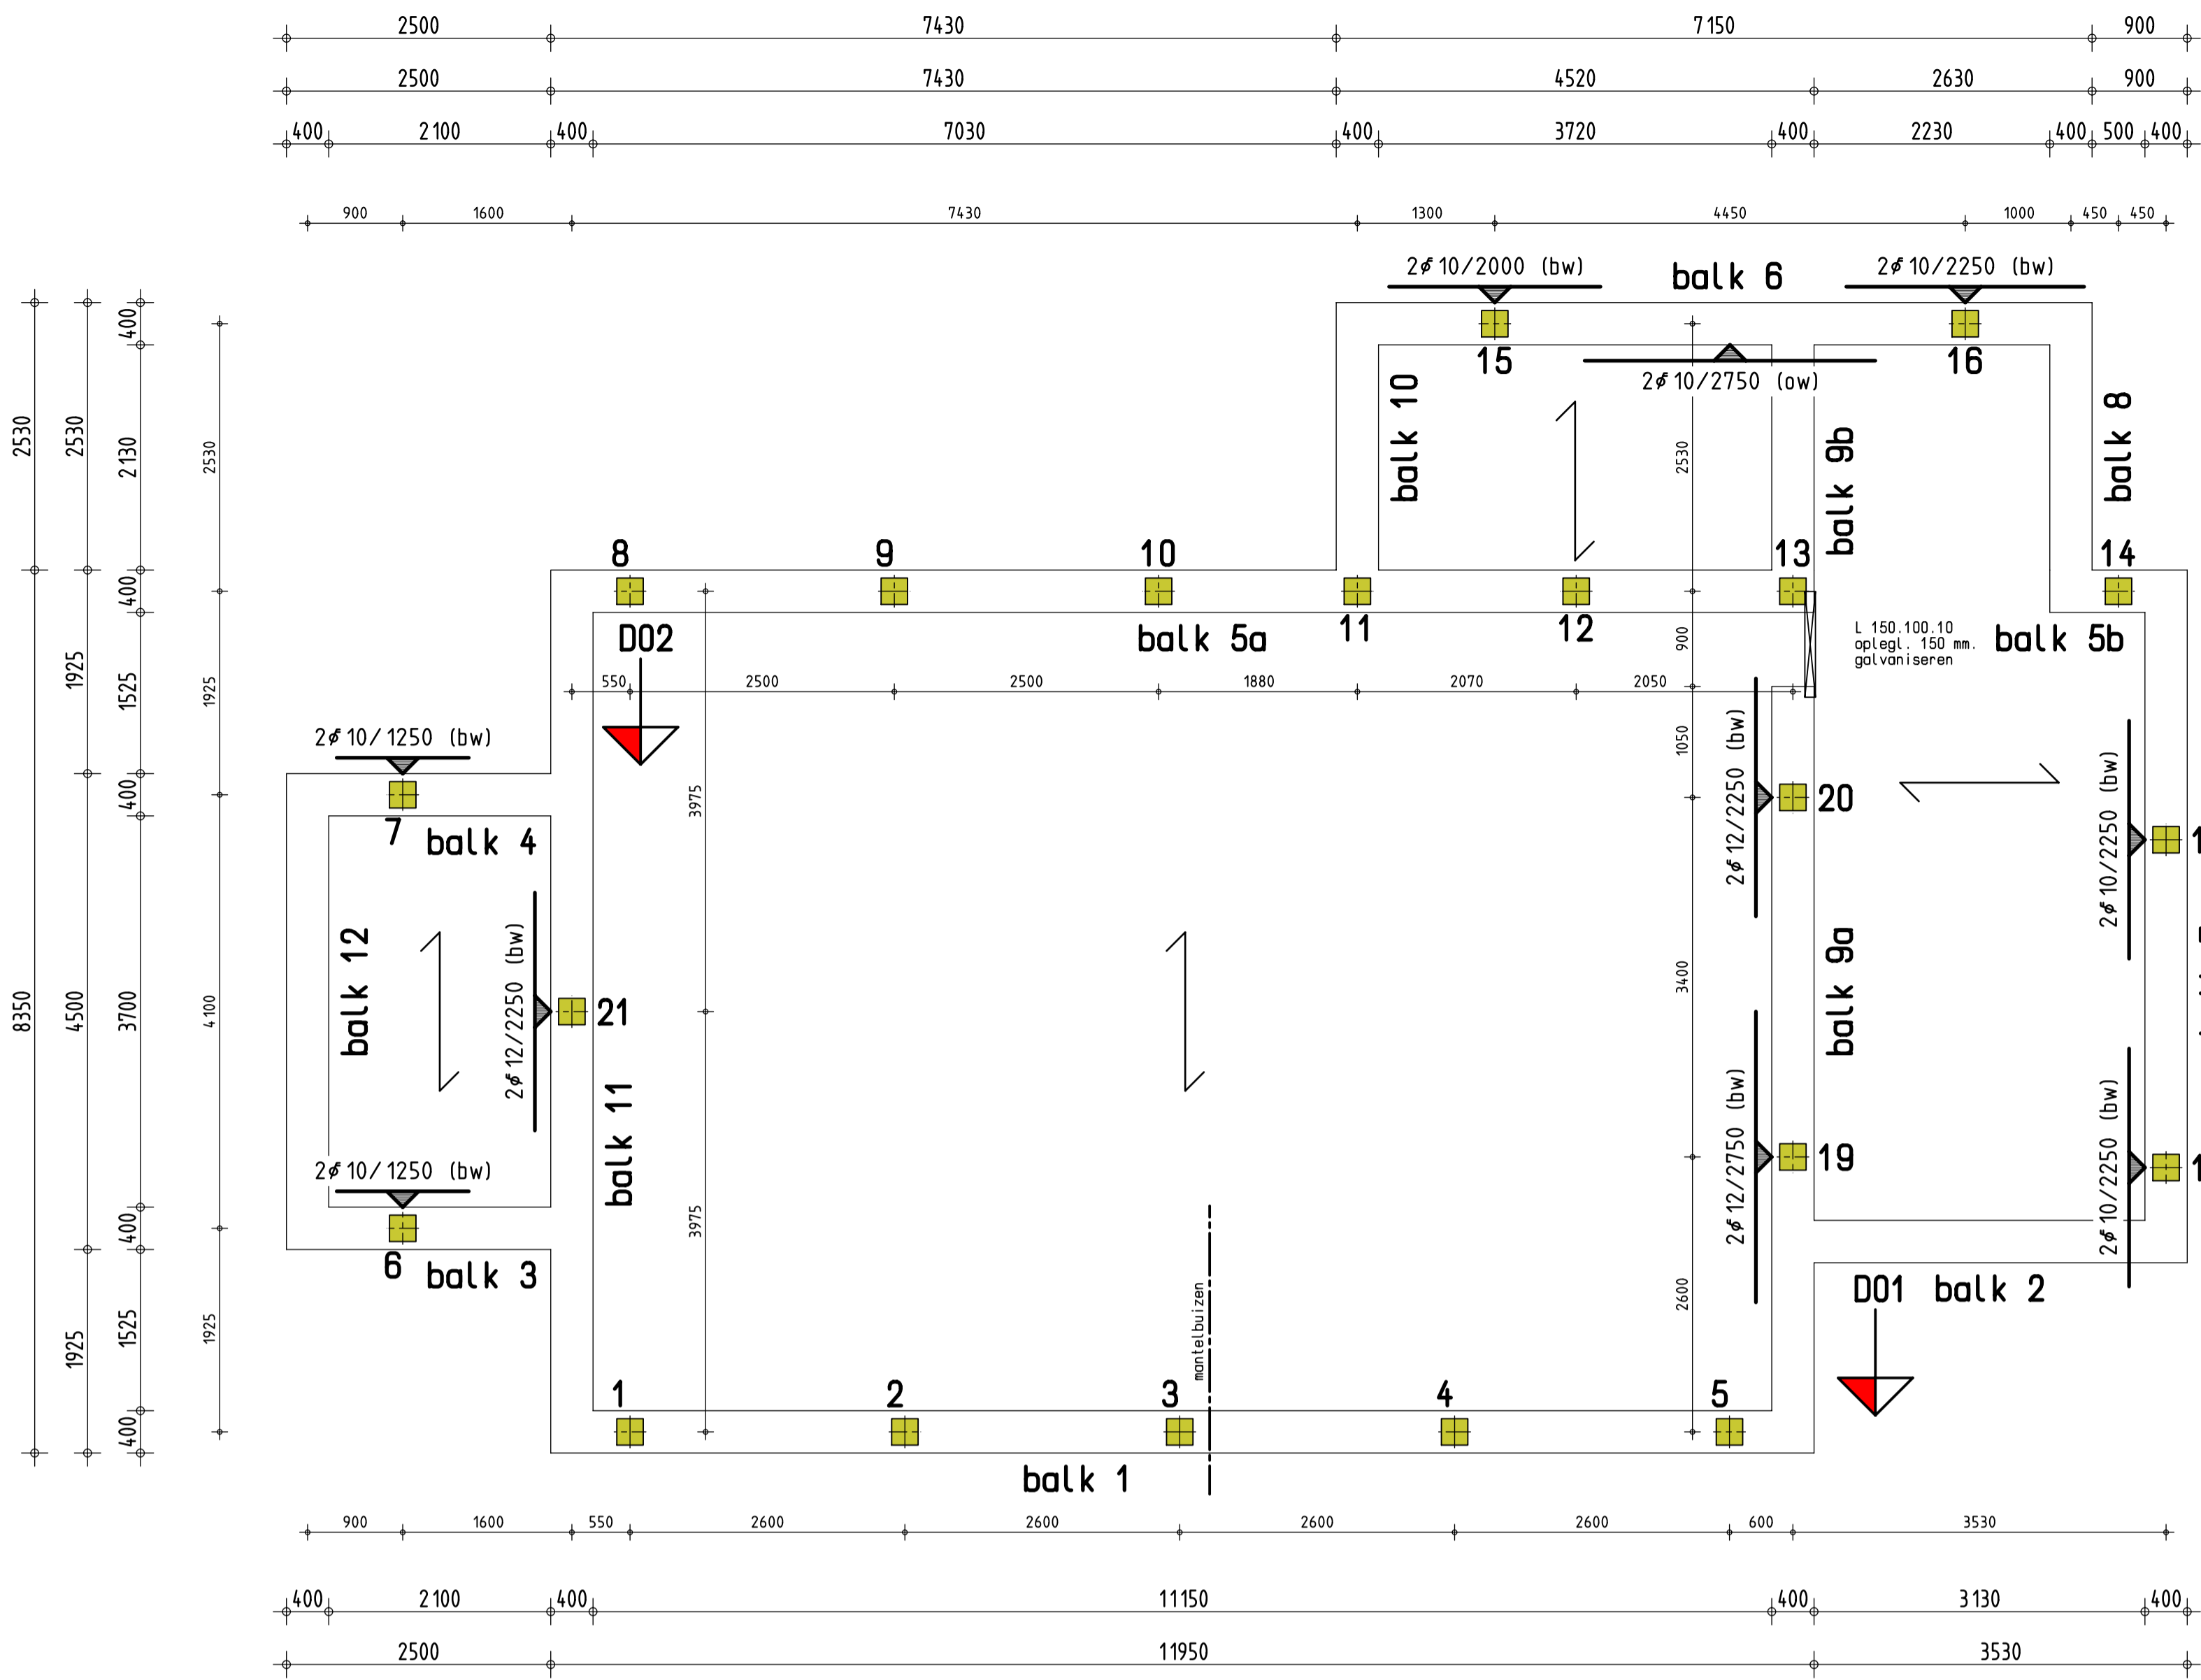 2500 7430 7150 900
2500 7430 4520 2630 900
400 2100 400 7030 400 3720 400 2230 400 500 400
900 1600 7430 1300 4450 1000 450 450
2530 8350
2530 1925 4500 1925
400 2130 400 1525 400 3700 400 1525 400
2530 1925 4100 1925
2⌀10/2000 (bw)
balk 6
2⌀10/2250 (bw)
15
16
2⌀10/2750 (ow)
balk 10
balk 9b
balk 8
2530
900
1050
3400
2600
8
9
10
11
12
13
14
D02
balk 5a
L 150.100.10
oplegl. 150 mm.
galvaniseren
balk 5b
550 2500 2500 1880 2070 2050
3975
3975
2⌀10/1250 (bw)
7
balk 4
balk 12
2⌀12/2250 (bw)
21
balk 11
2⌀10/1250 (bw)
6
balk 3
2⌀12/2250 (bw)
20
2⌀10/2250 (bw)
balk 9a
2⌀12/2750 (bw)
19
2⌀10/2250 (bw)
D01
balk 2
mantelbuizen
1
2
3
4
5
balk 1
900 1600 550 2600 2600 2600 2600 600 3530
400 2100 400 11150 400 3130 400
2500 11950 3530